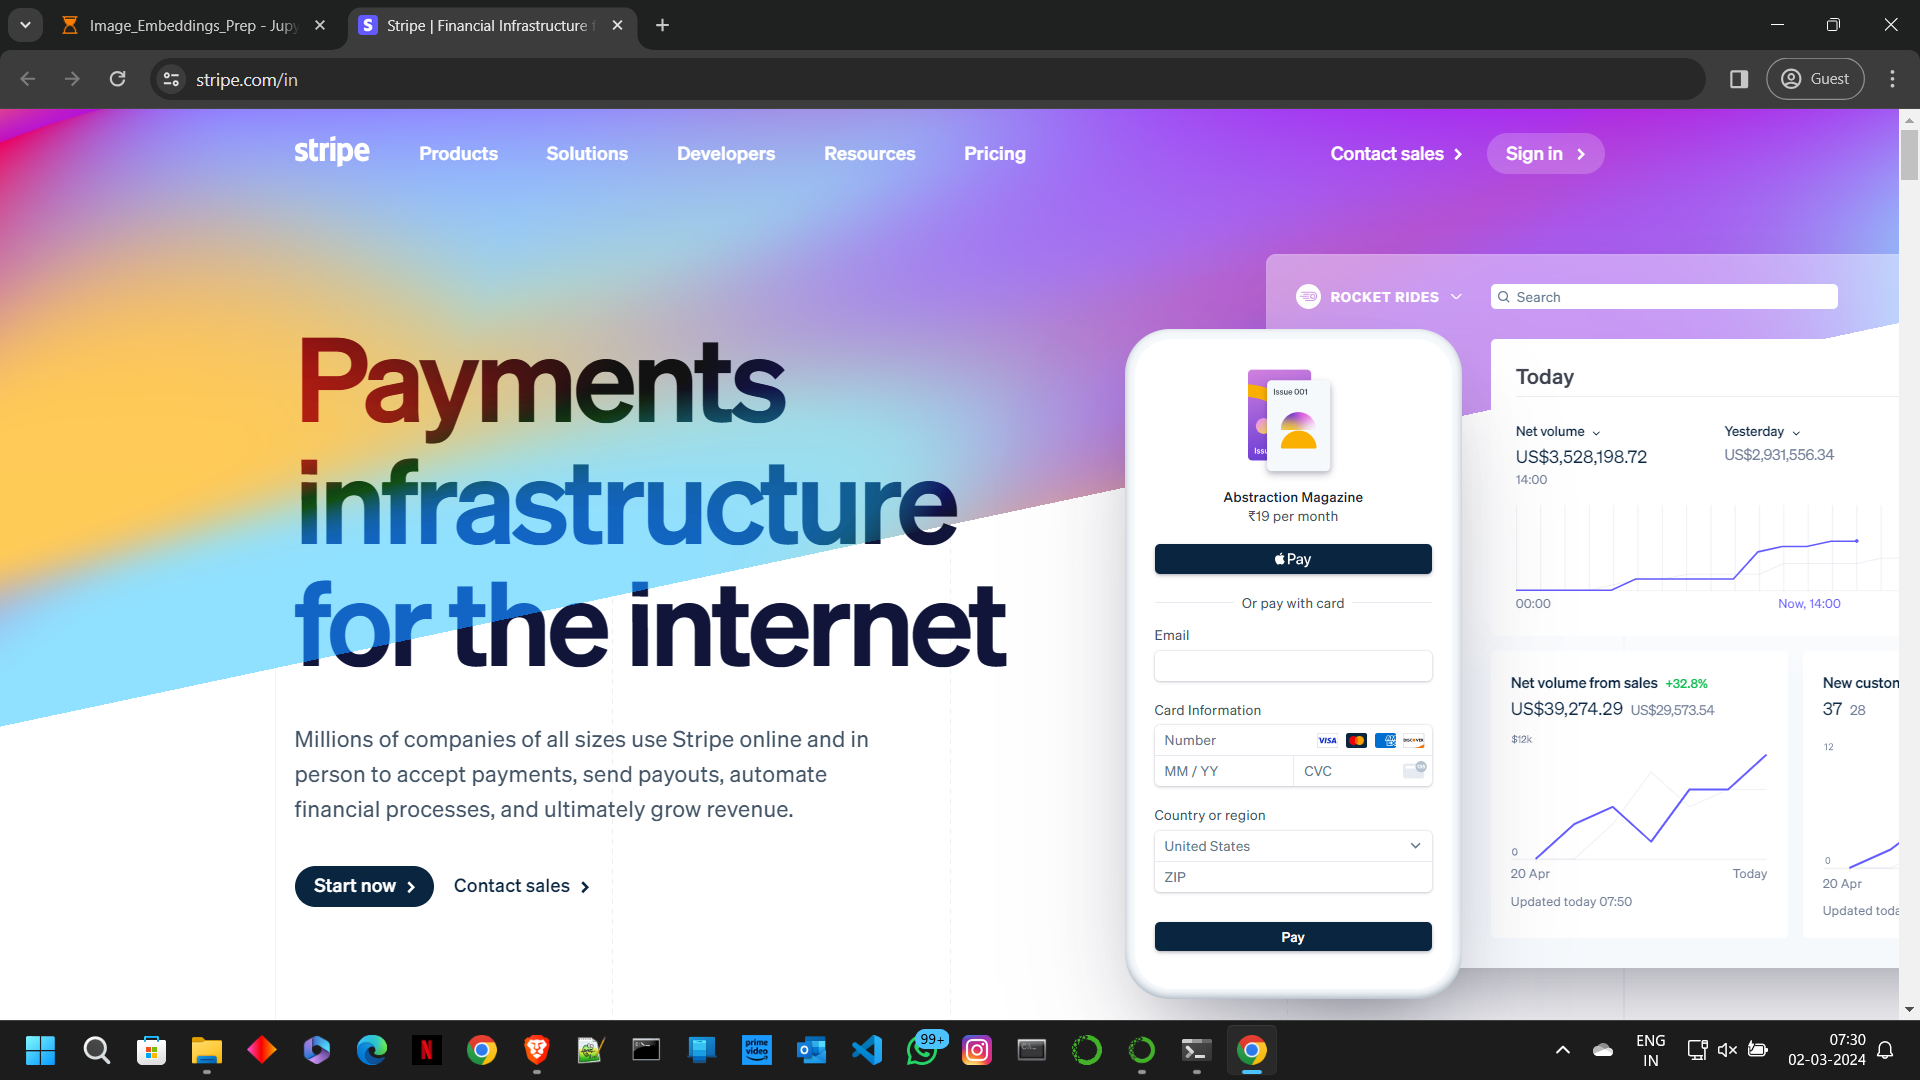 Image_Embeddings_Prep - Jup
Stripe | Financial Infrastructure
stripe.com/in
Guest
stripe
Products
Solutions
Developers
Resources
Pricing
Contact sales
Sign in
ROCKET RIDES
Search
Payments
infrastructure
for the internet
Millions of companies of all sizes use Stripe online and in
person to accept payments, send payouts, automate
financial processes, and ultimately grow revenue.
Start now
Contact sales
Issue 001
Abstraction Magazine
₹19 per month
Pay
Or pay with card
Email
Card Information
Number
VISA
AMEX
DISCOVER
MM / YY
CVC
Country or region
United States
ZIP
Pay
Today
Net volume
Yesterday
US$3,528,198.72
US$2,931,556.34
14:00
00:00
Now, 14:00
Net volume from sales +32.8%
US$39,274.29 US$29,573.54
$12k
0
20 Apr
Today
Updated today 07:50
New custom
37 28
12
0
20 Apr
Updated toda
prime
video
99+
ENG
IN
07:30
02-03-2024